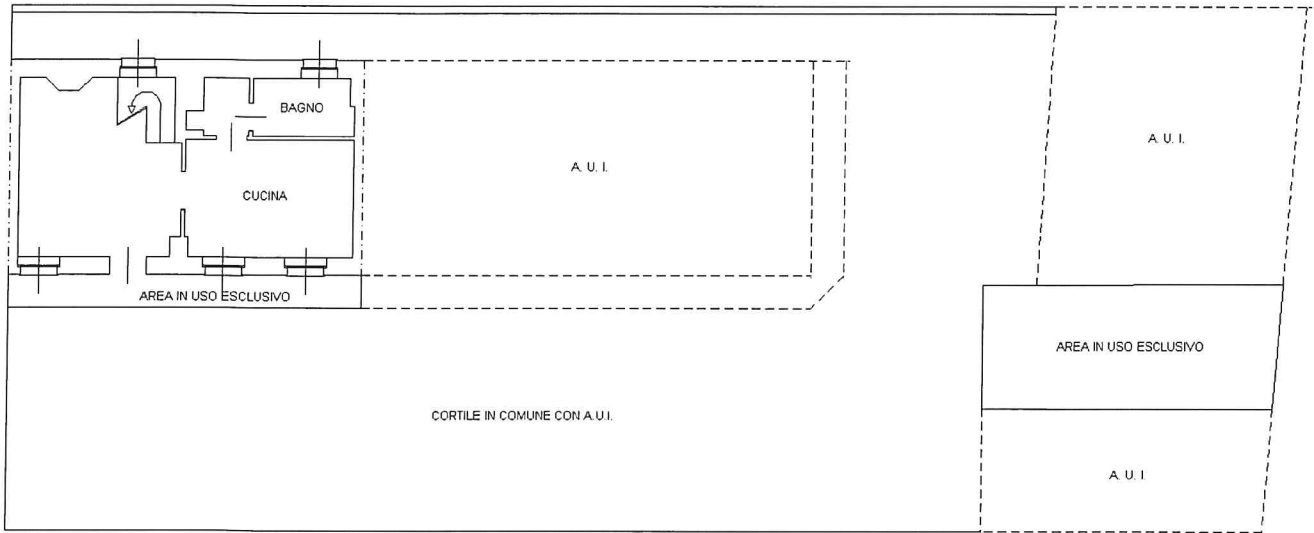 BAGNO
A. U. I.
A. U. I.
CUCINA
AREA IN USO ESCLUSIVO
AREA IN USO ESCLUSIVO
CORTILE IN COMUNE CON A.U.I.
A. U. I.